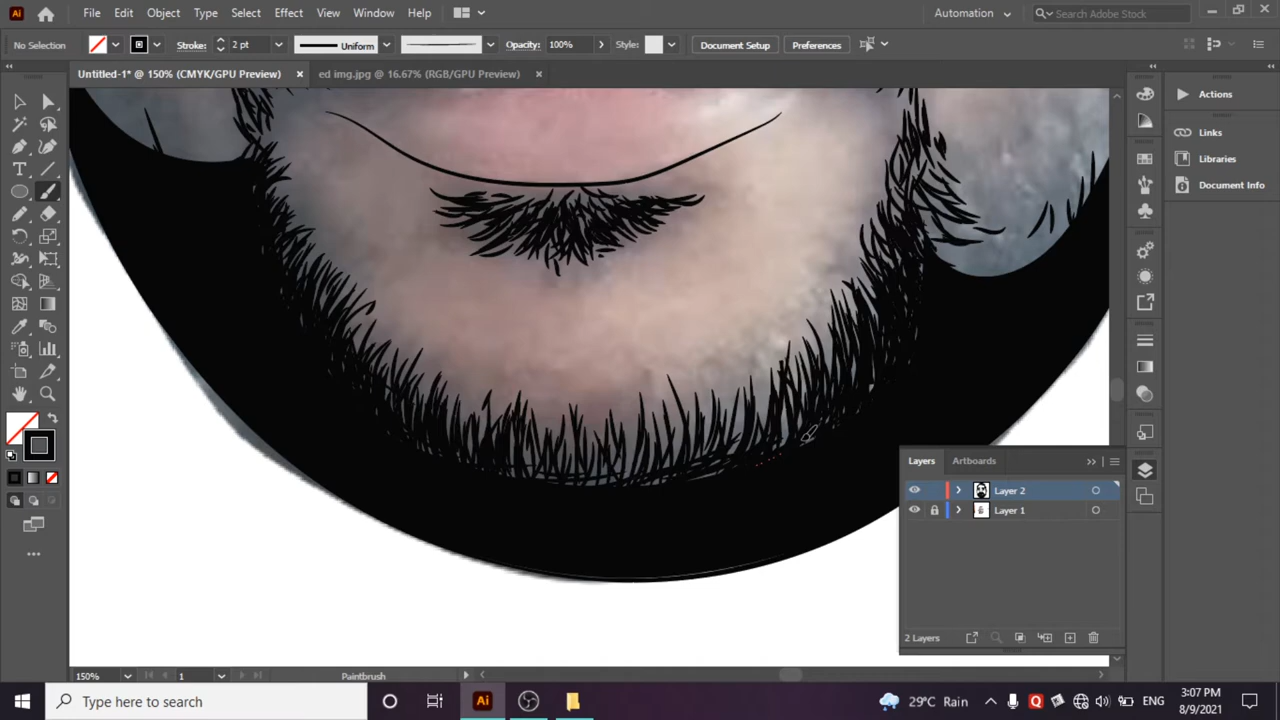 Ai
File
Edit
Object
Type
Select
Effect
View
Window
Help
Automation
Search Adobe Stock
No Selection
Stroke:
2 pt
Uniform
Opacity:
100%
Style:
Document Setup
Preferences
Untitled-1* @ 150% (CMYK/GPU Preview)
ed img.jpg @ 16.67% (RGB/GPU Preview)
Actions
Links
Libraries
Document Info
Layers
Artboards
Layer 2
Layer 1
2 Layers
150%
1
Paintbrush
Type here to search
Ai
29°C Rain
ENG
3:07 PM
8/9/2021